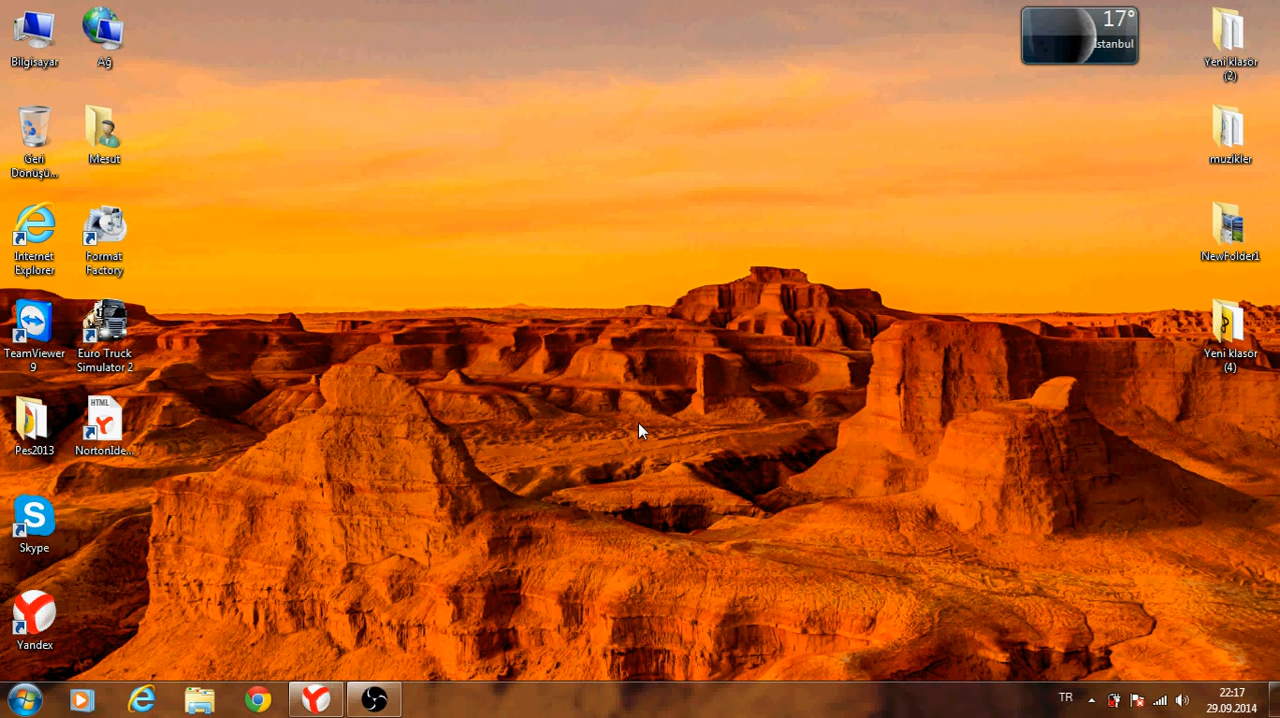 Bilgisayar
Ağ
17°
İstanbul
Yeni klasör
(2)
Geri
Dönüşü...
Mesut
muzikler
Internet
Explorer
Format
Factory
NewFolder1
TeamViewer
9
Euro Truck
Simulator 2
Yeni klasör
(4)
Pes2013
HTML
NortonIde...
Skype
Yandex
TR
22:17
29.09.2014